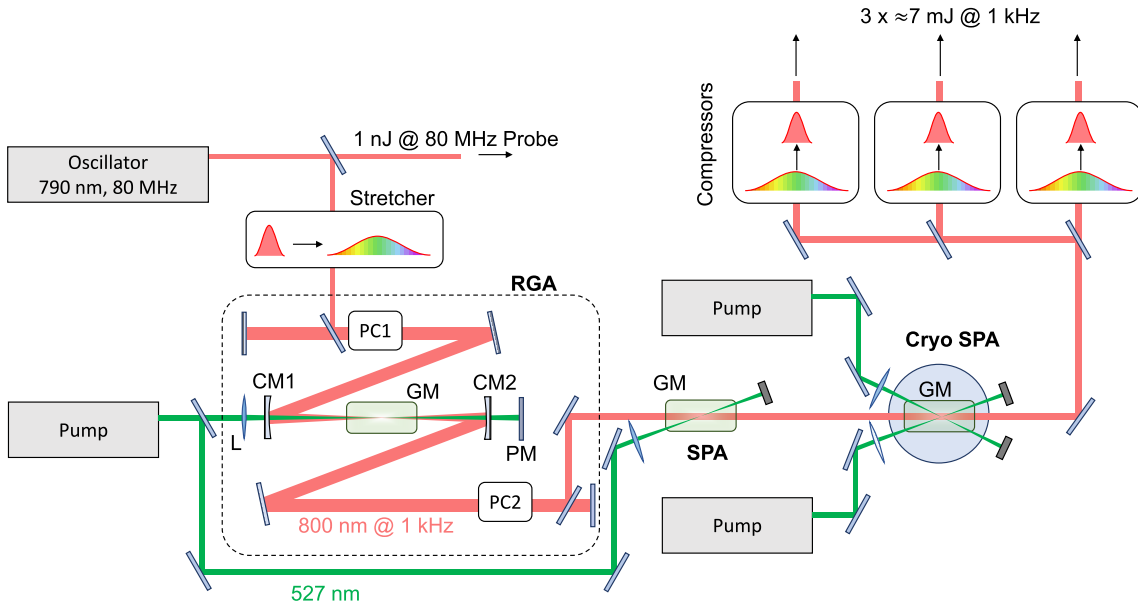 3 x ≈7 mJ @ 1 kHz
Compressors
1 nJ @ 80 MHz Probe
Oscillator
790 nm, 80 MHz
Stretcher
RGA
PC1
Pump
Cryo SPA
CM1
GM
CM2
GM
GM
Pump
L
PM
SPA
PC2
800 nm @ 1 kHz
Pump
527 nm